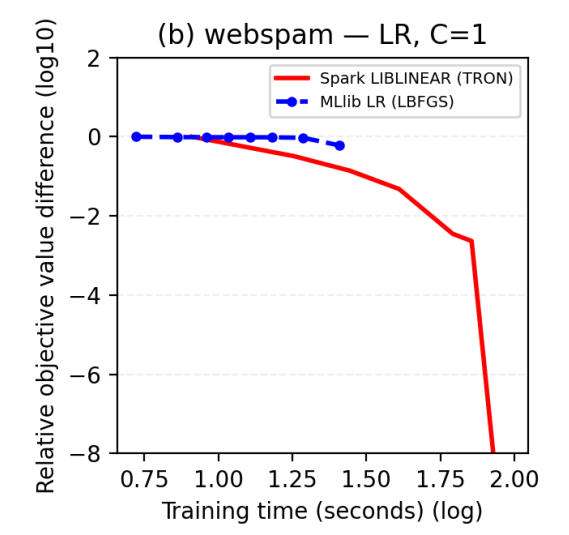 (b) webspam — LR, C=1
Relative objective value difference (log10)
2
0
−2
−4
−6
−8
Spark LIBLINEAR (TRON)
MLlib LR (LBFGS)
0.75 1.00 1.25 1.50 1.75 2.00
Training time (seconds) (log)